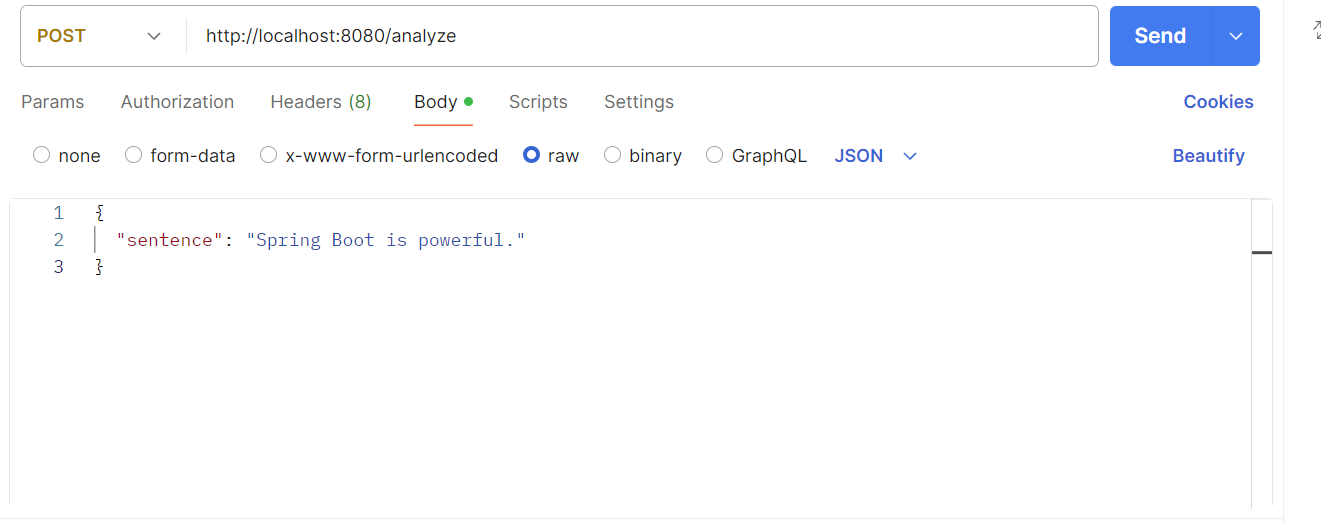 POST http://localhost:8080/analyze Send
Params Authorization Headers (8) Body Scripts Settings Cookies
none form-data x-www-form-urlencoded raw binary GraphQL JSON Beautify
1 {
2 "sentence": "Spring Boot is powerful."
3 }